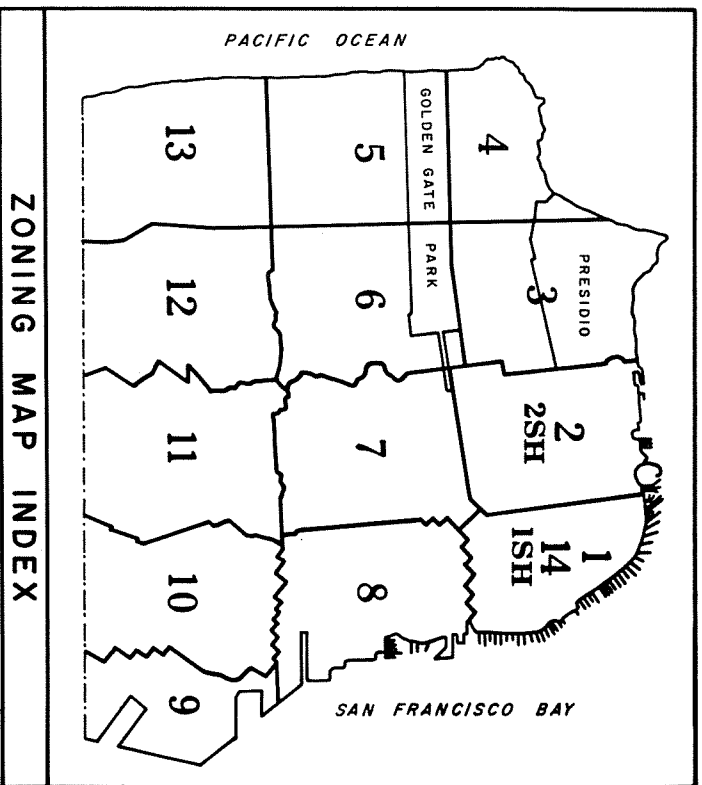 PACIFIC OCEAN
GOLDEN GATE PARK
PRESIDIO
4
3
2
2SH
1
14
1SH
5
6
7
8
13
12
11
10
9
SAN FRANCISCO BAY
ZONING MAP INDEX